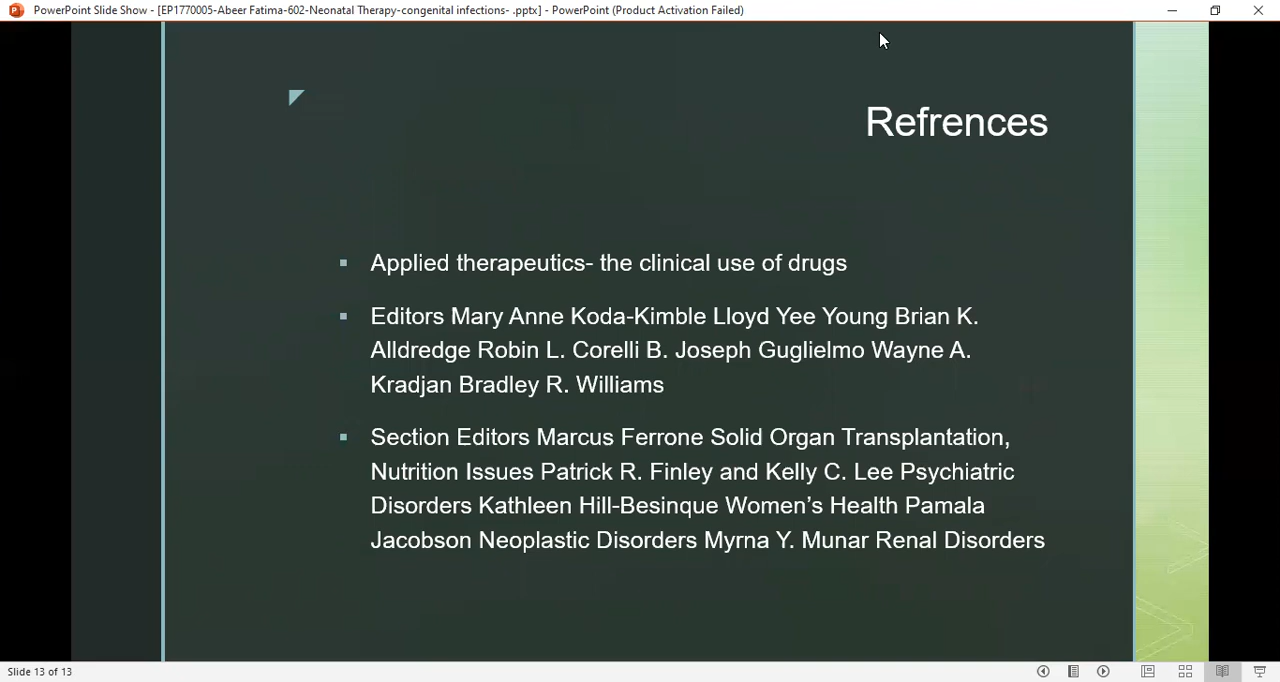 PowerPoint Slide Show - [EP1770005-Abeer Fatima-602-Neonatal Therapy-congenital infections- .pptx] - PowerPoint (Product Activation Failed)
Refrences
Applied therapeutics- the clinical use of drugs
Editors Mary Anne Koda-Kimble Lloyd Yee Young Brian K.
Alldredge Robin L. Corelli B. Joseph Guglielmo Wayne A.
Kradjan Bradley R. Williams
Section Editors Marcus Ferrone Solid Organ Transplantation,
Nutrition Issues Patrick R. Finley and Kelly C. Lee Psychiatric
Disorders Kathleen Hill-Besinque Women’s Health Pamala
Jacobson Neoplastic Disorders Myrna Y. Munar Renal Disorders
Slide 13 of 13